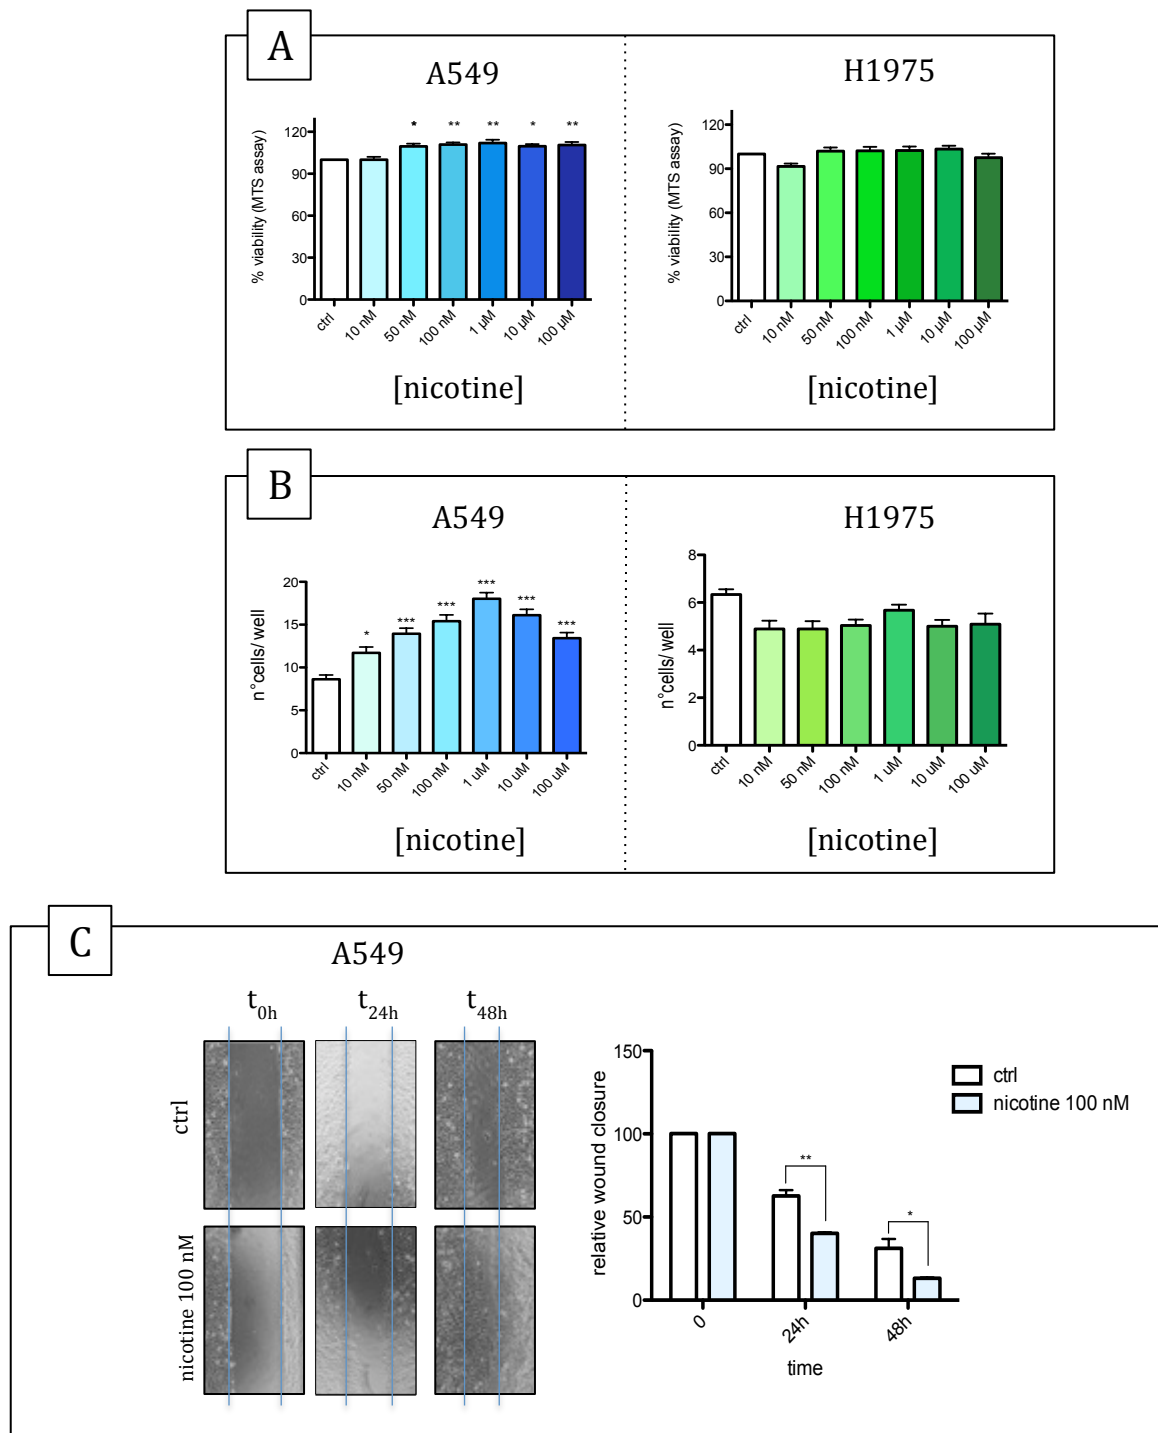 A
A549
H1975
% viability (MTS assay)
120
90
60
30
0
* ** ** * **
ctrl 10 nM 50 nM 100 nM 1 µM 10 µM 100 µM
[nicotine]
% viability (MTS assay)
120
90
60
30
0
ctrl 10 nM 50 nM 100 nM 1 µM 10 µM 100 µM
[nicotine]
B
A549
H1975
n°cells/ well
20
15
10
5
0
* *** *** *** *** ***
ctrl 10 nM 50 nM 100 nM 1 uM 10 uM 100 uM
[nicotine]
n°cells/ well
8
6
4
2
0
ctrl 10 nM 50 nM 100 nM 1 uM 10 uM 100 uM
[nicotine]
C
A549
t0h t24h t48h
ctrl
nicotine 100 nM
relative wound closure
150
100
50
0
** *
0 24h 48h
time
ctrl
nicotine 100 nM